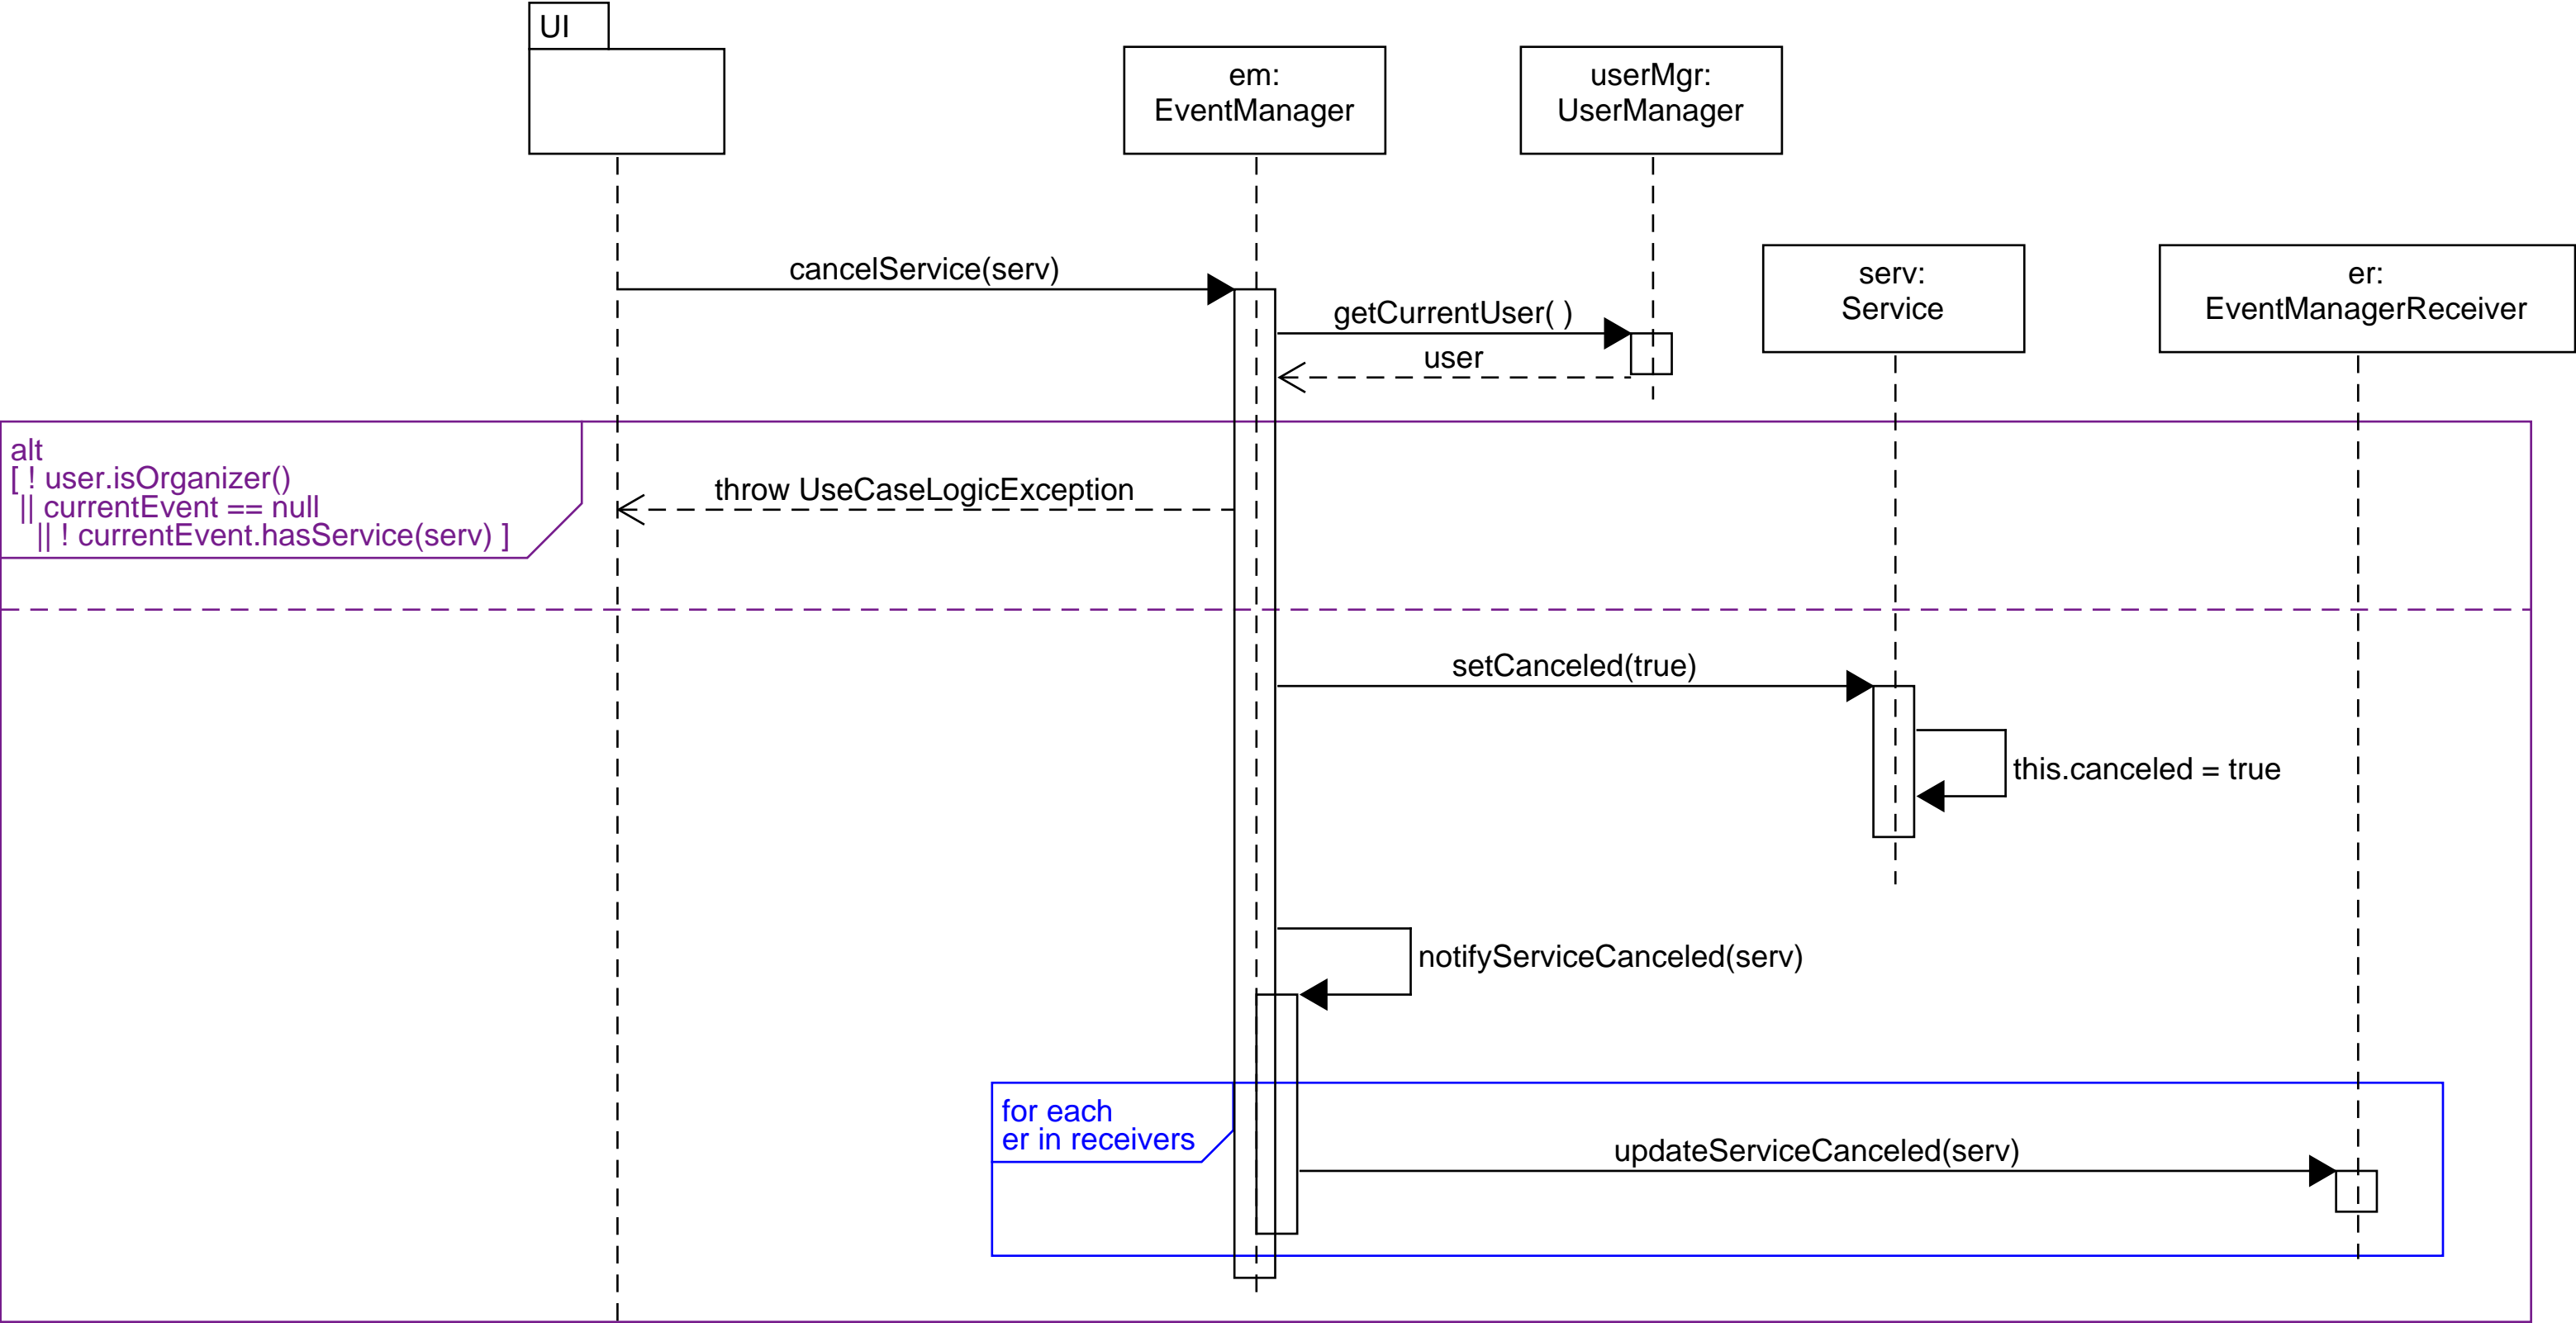 UI
em:
EventManager
userMgr:
UserManager
serv:
Service
er:
EventManagerReceiver
cancelService(serv)
getCurrentUser( )
user
alt
[ ! user.isOrganizer()
|| currentEvent == null
|| ! currentEvent.hasService(serv) ]
throw UseCaseLogicException
setCanceled(true)
this.canceled = true
notifyServiceCanceled(serv)
for each
er in receivers
updateServiceCanceled(serv)